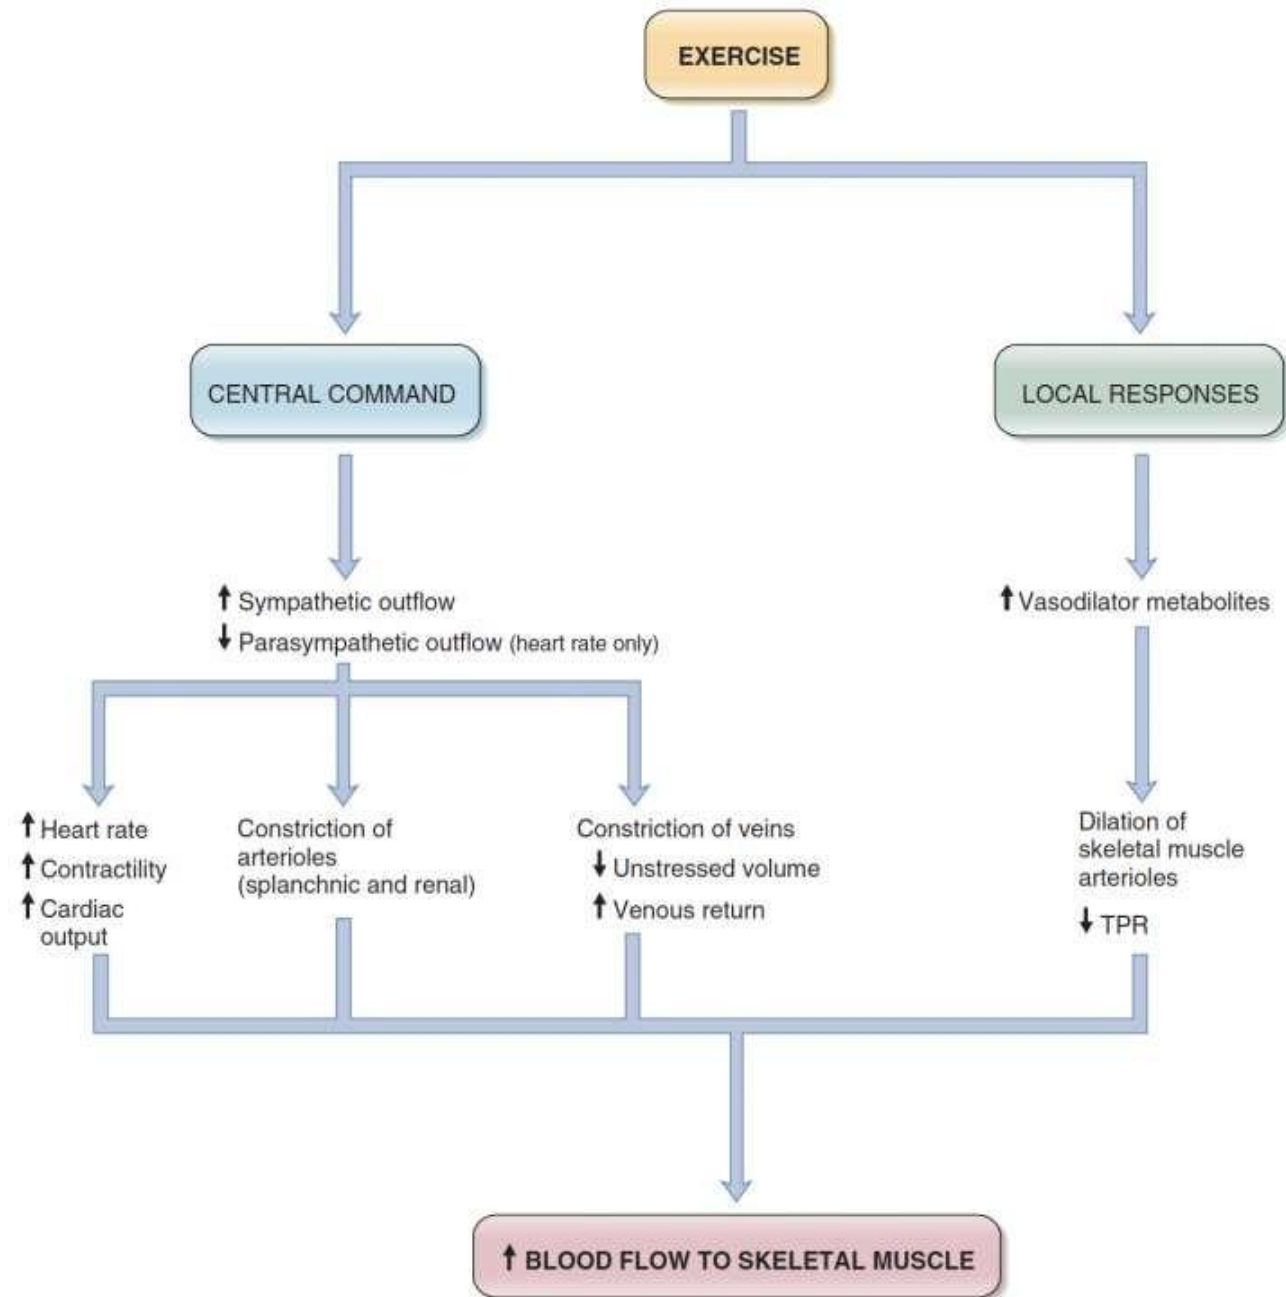 EXERCISE
CENTRAL COMMAND
LOCAL RESPONSES
↑ Sympathetic outflow
↓ Parasympathetic outflow (heart rate only)
↑ Vasodilator metabolites
↑ Heart rate
↑ Contractility
↑ Cardiac
output
Constriction of
arterioles
(splanchnic and renal)
Constriction of veins
↓ Unstressed volume
↑ Venous return
Dilation of
skeletal muscle
arterioles
↓ TPR
↑ BLOOD FLOW TO SKELETAL MUSCLE